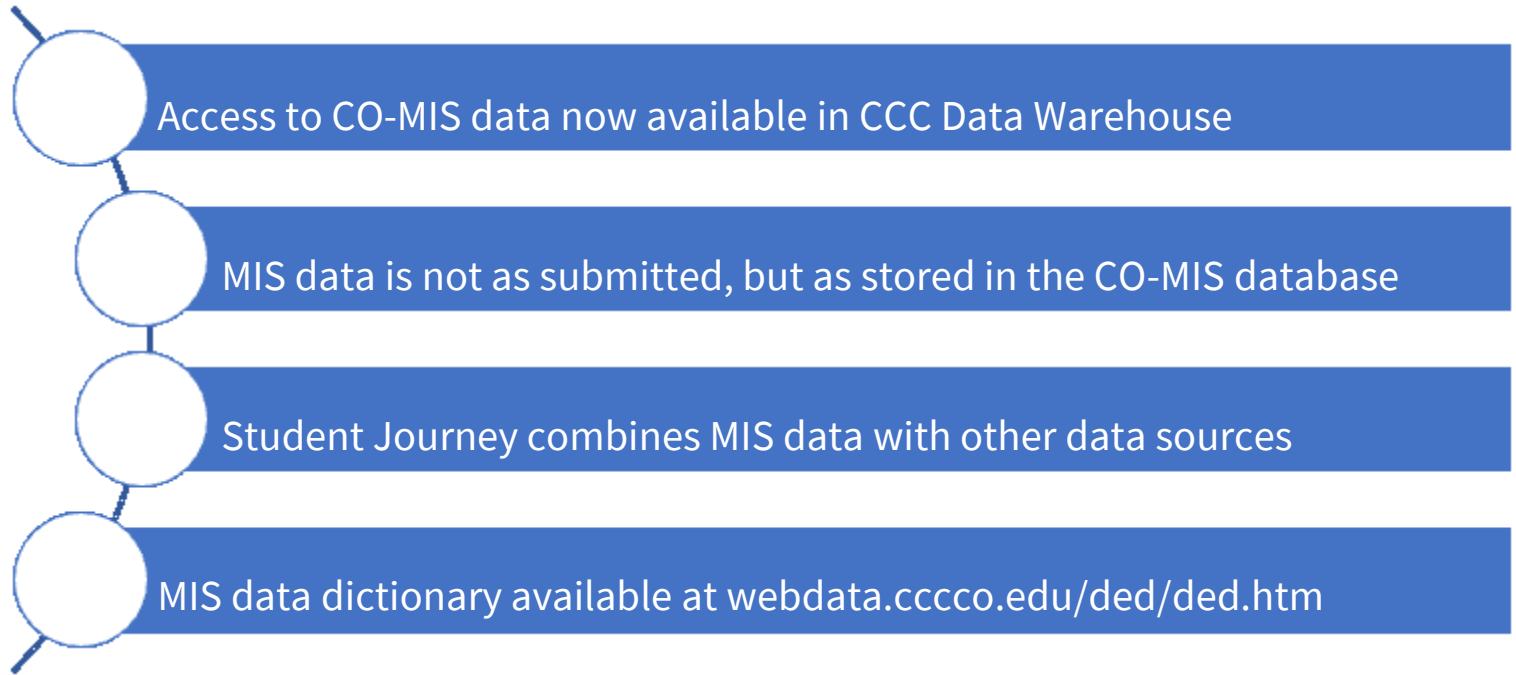 Access to CO-MIS data now available in CCC Data Warehouse
MIS data is not as submitted, but as stored in the CO-MIS database
Student Journey combines MIS data with other data sources
MIS data dictionary available at webdata.cccco.edu/ded/ded.htm